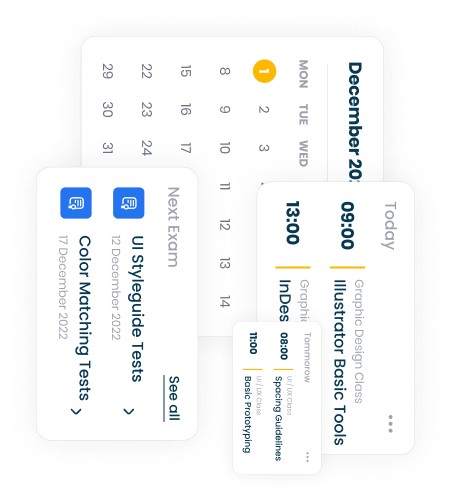 December 20
MON TUE WED
1 2 3
8 9 10 11 12 13 14
15 16 17
22 23 24
29 30 31
Today
Graphic Design Class
09:00 Illustrator Basic Tools
Graphi
13:00 InDes
Tommorow
UI / UX Class
08:00 Spacing Guidelines
UI / UX Class
11:00 Basic Prototyping
Next Exam See all
UI Styleguide Tests
12 December 2022
Color Matching Tests
17 December 2022